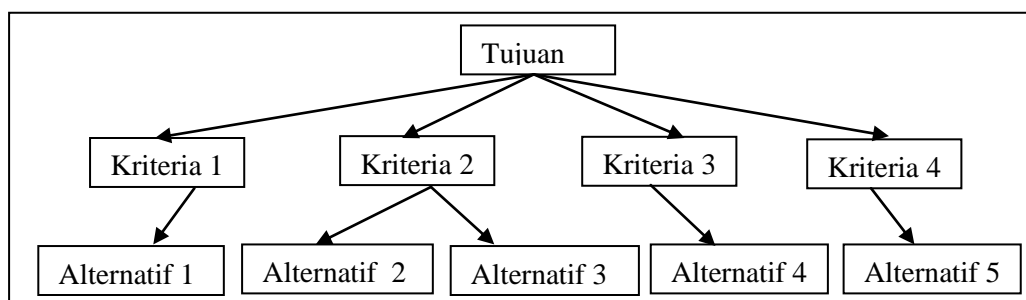 Tujuan
Kriteria 1
Kriteria 2
Kriteria 3
Kriteria 4
Alternatif 1
Alternatif  2
Alternatif 3
Alternatif 4
Alternatif 5